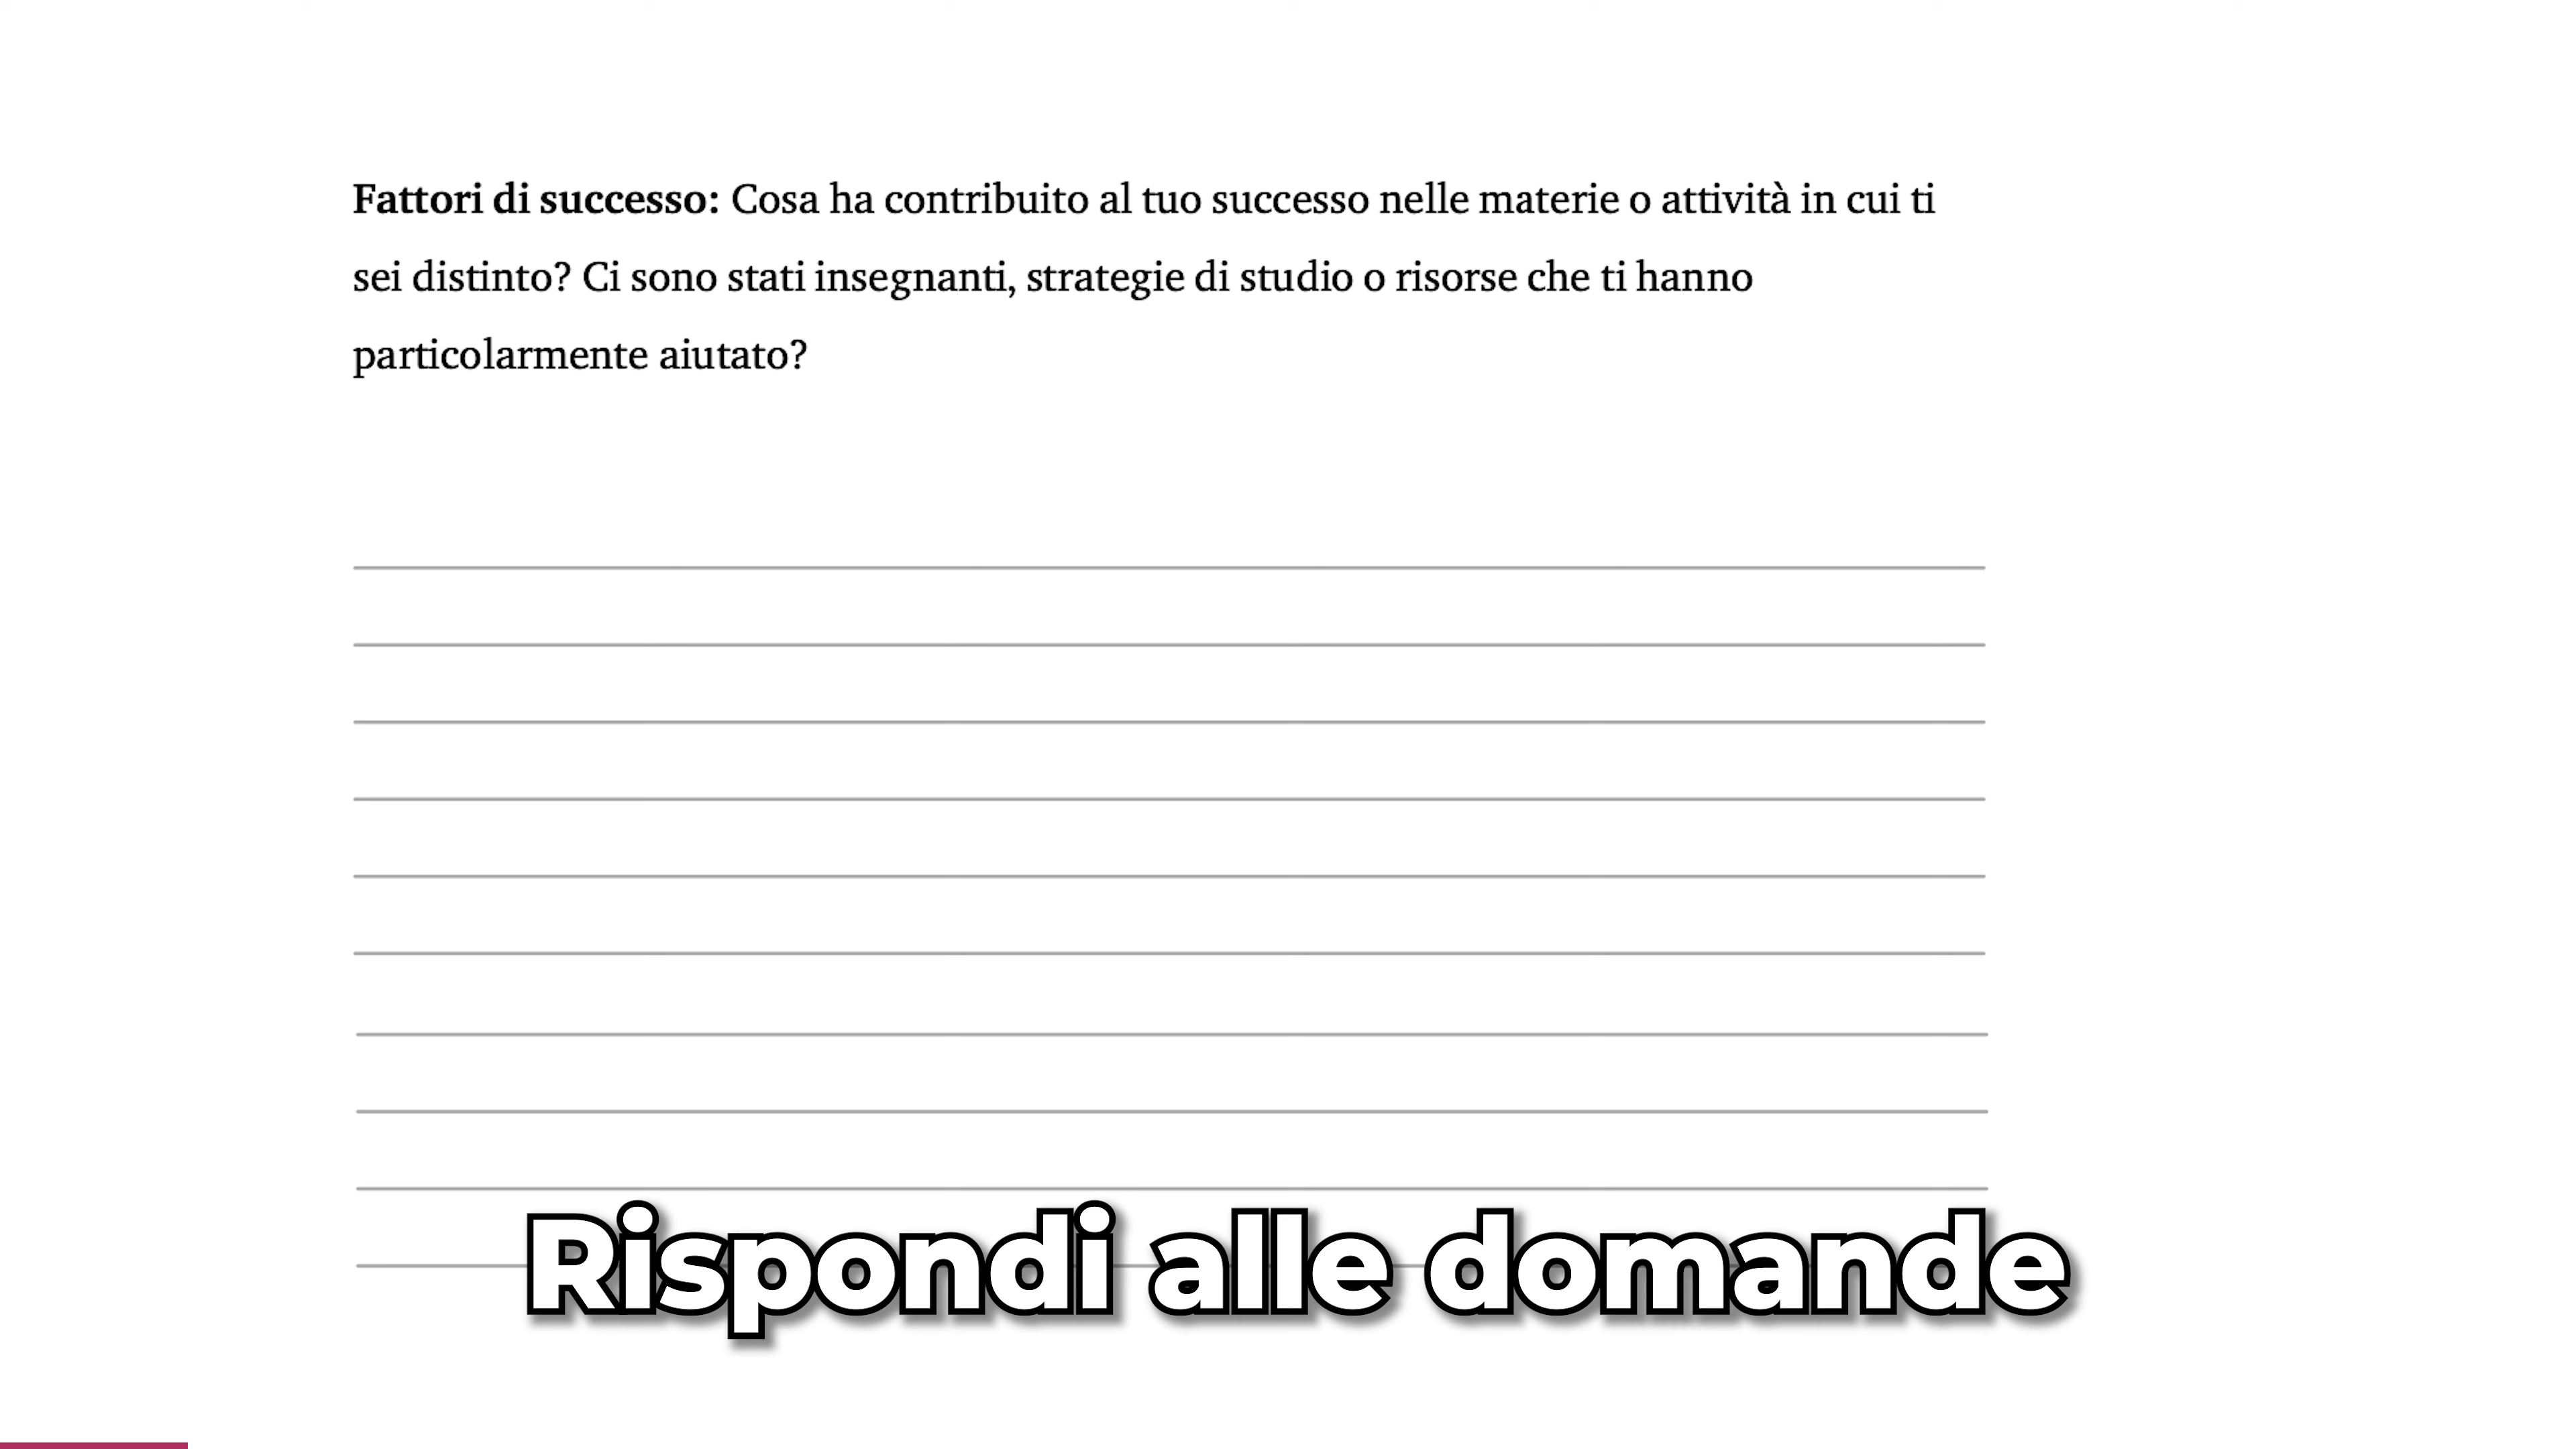 Fattori di successo: Cosa ha contribuito al tuo successo nelle materie o attività in cui ti
sei distinto? Ci sono stati insegnanti, strategie di studio o risorse che ti hanno
particolarmente aiutato?
Rispondi alle domande